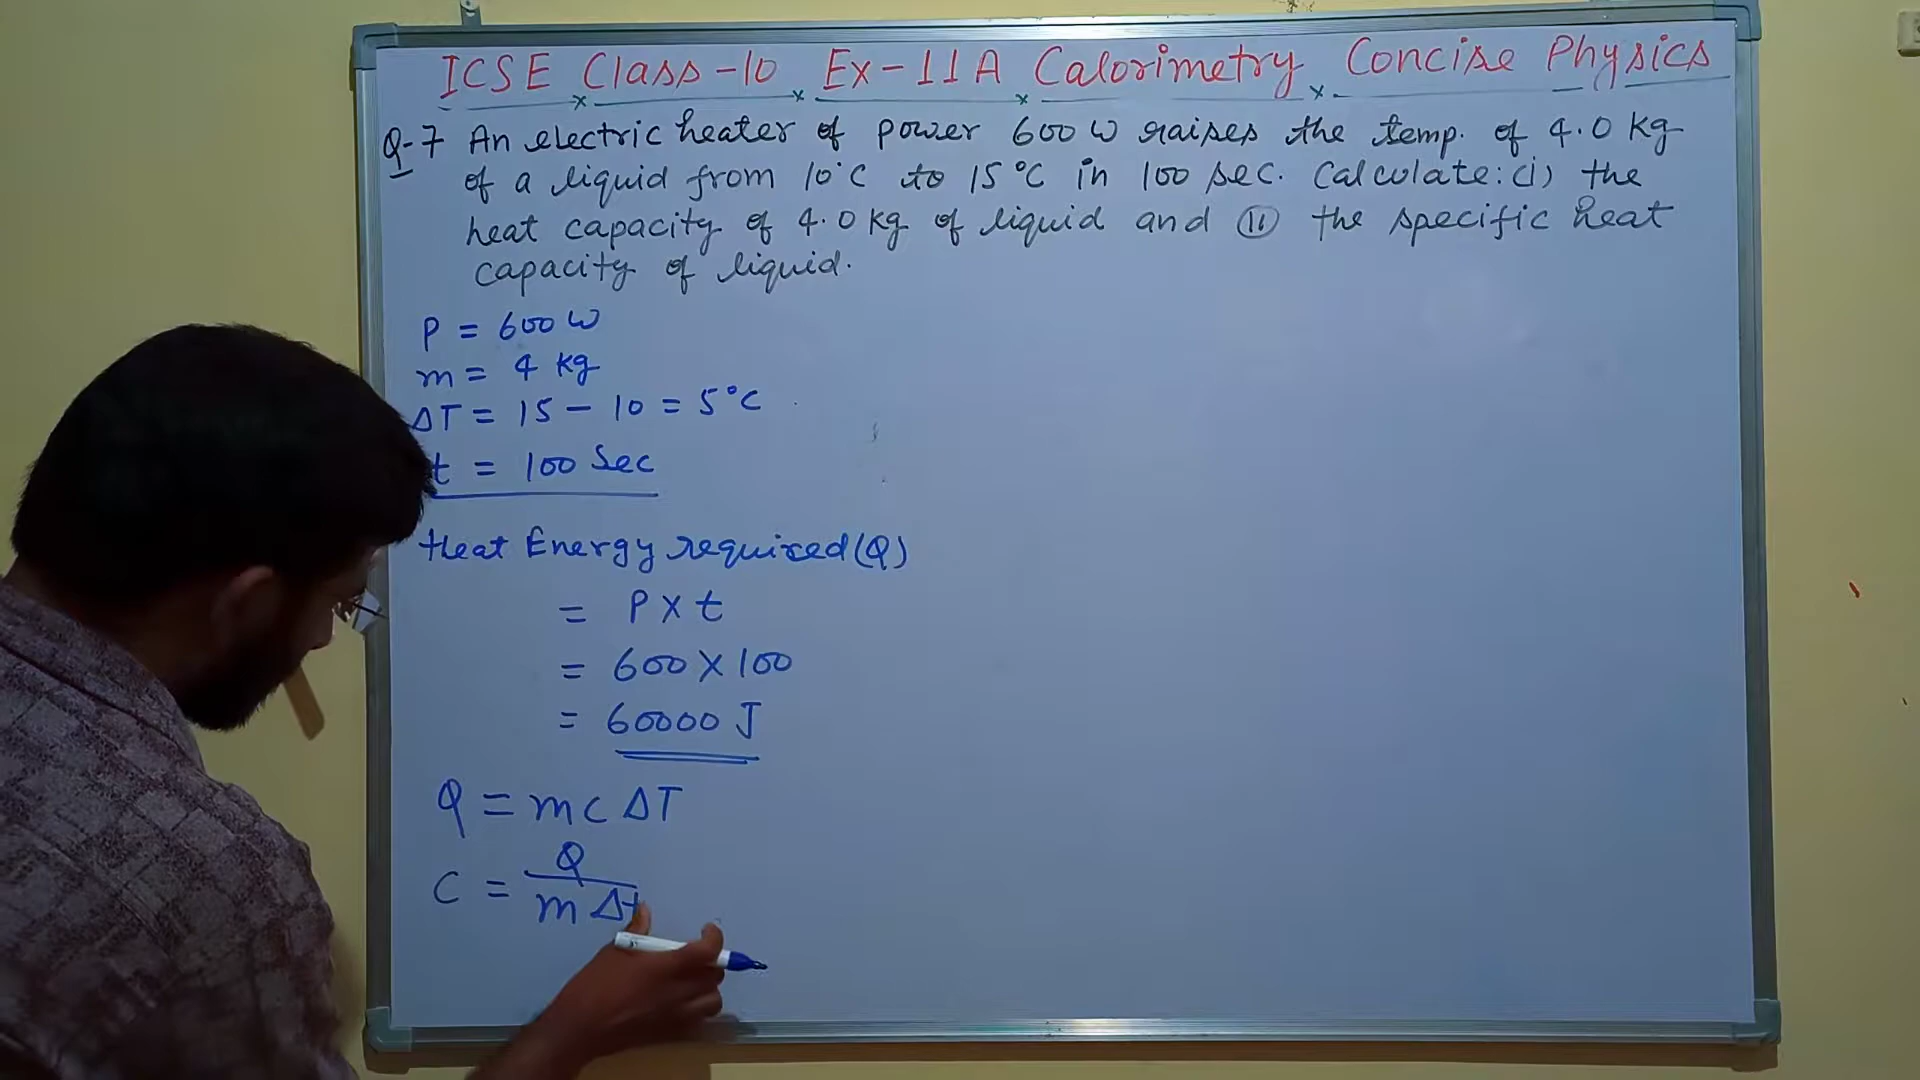 ICSE Class-10 Ex-11A Calorimetry Concise Physics
Q-7 An electric heater of power 600 W raises the temp. of 4.0 kg
of a liquid from 10°C to 15°C in 100 sec. Calculate: (i) the
heat capacity of 4.0 kg of liquid and (ii) the specific heat
capacity of liquid.
P = 600 W
m = 4 kg
ΔT = 15 - 10 = 5°C
t = 100 Sec
Heat Energy required (Q)
= P x t
= 600 x 100
= 60000 J
Q = m c ΔT
C = Q
m Δt